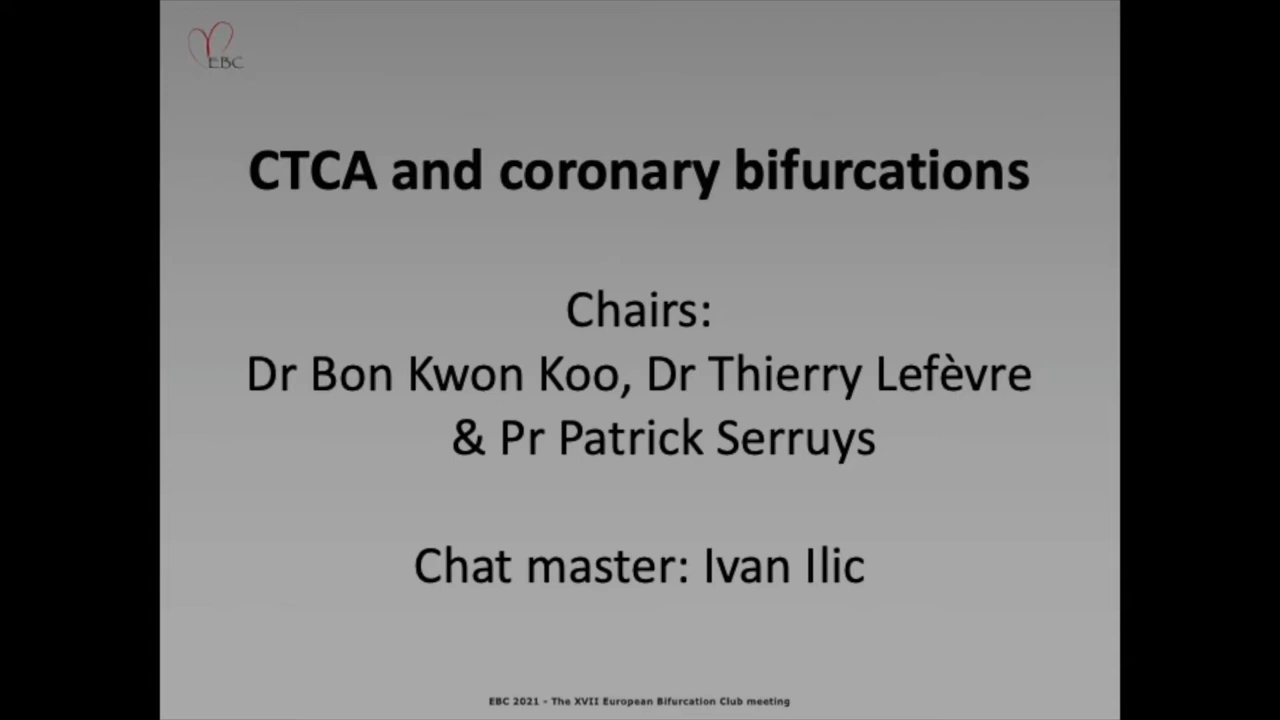 EBC
CTCA and coronary bifurcations
Chairs:
Dr Bon Kwon Koo, Dr Thierry Lefèvre
& Pr Patrick Serruys
Chat master: Ivan Ilic
EBC 2021 - The XVII European Bifurcation Club meeting